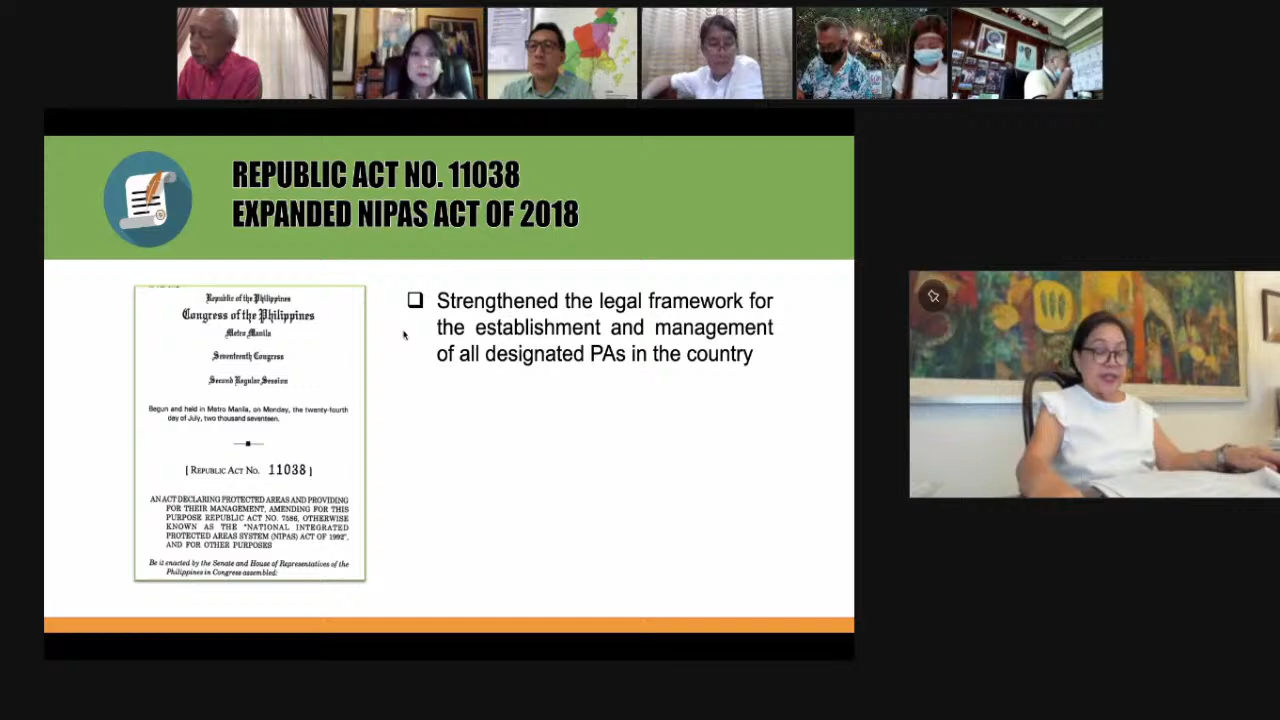 REPUBLIC ACT NO. 11038
EXPANDED NIPAS ACT OF 2018
Republic of the Philippines
Congress of the Philippines
Metro Manila
Seventeenth Congress
Second Regular Session
Begun and held in Metro Manila, on Monday, the twenty-fourth
day of July, two thousand seventeen.
[ REPUBLIC ACT NO. 11038 ]
AN ACT DECLARING PROTECTED AREAS AND PROVIDING
FOR THEIR MANAGEMENT, AMENDING FOR THIS
PURPOSE REPUBLIC ACT NO. 7586, OTHERWISE
KNOWN AS THE "NATIONAL INTEGRATED
PROTECTED AREAS SYSTEM (NIPAS) ACT OF 1992",
AND FOR OTHER PURPOSES
Be it enacted by the Senate and House of Representatives of the
Philippines in Congress assembled:
Strengthened the legal framework for
the establishment and management
of all designated PAs in the country